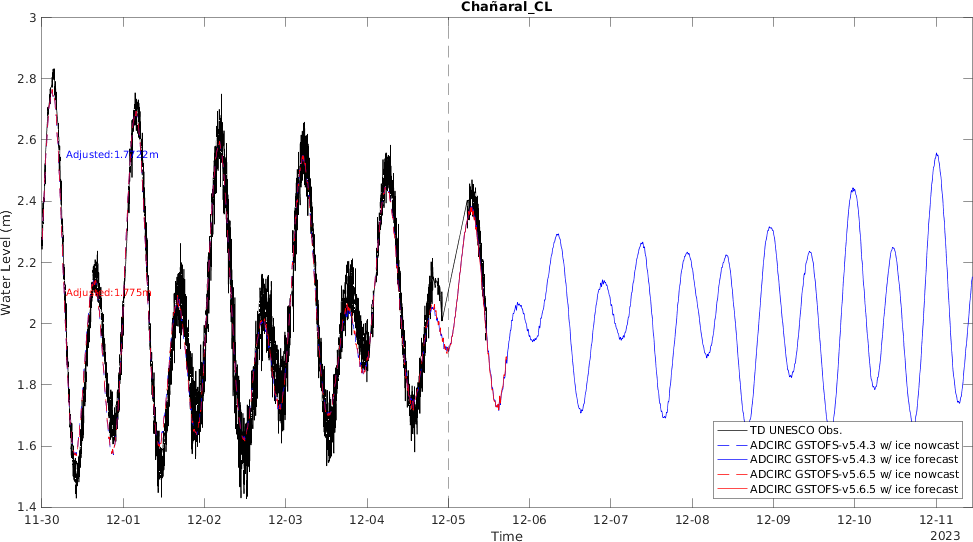 Chañaral_CL
3
2.8
2.6
2.4
2.2
2
1.8
1.6
1.4
Water Level (m)
Adjusted:1.7722m
Adjusted:1.775m
TD UNESCO Obs.
ADCIRC GSTOFS-v5.4.3 w/ ice nowcast
ADCIRC GSTOFS-v5.4.3 w/ ice forecast
ADCIRC GSTOFS-v5.6.5 w/ ice nowcast
ADCIRC GSTOFS-v5.6.5 w/ ice forecast
11-30 12-01 12-02 12-03 12-04 12-05 12-06 12-07 12-08 12-09 12-10 12-11
Time
2023